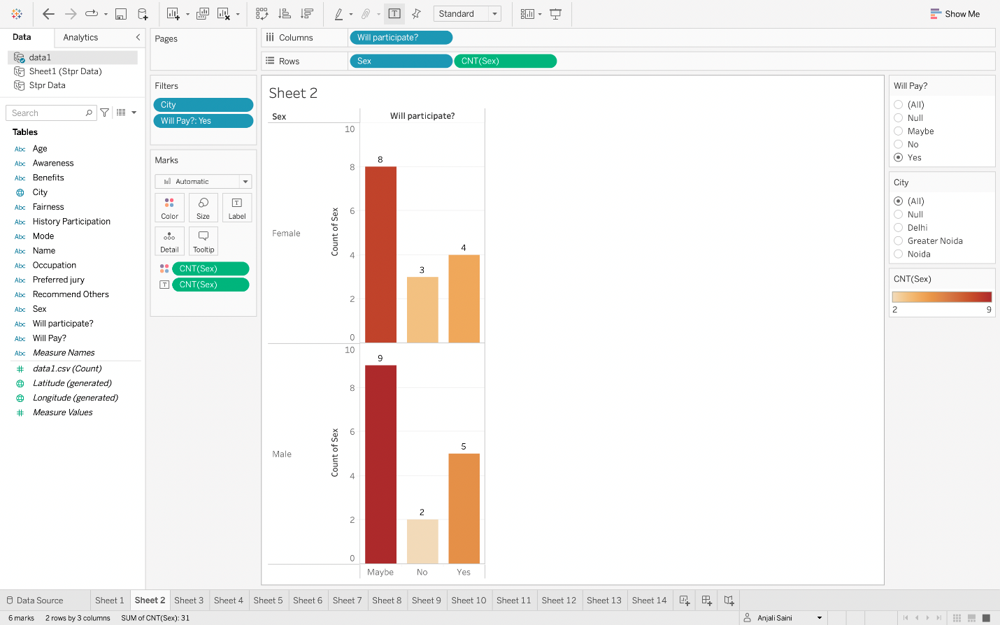 Standard
Show Me
Data
Analytics
data1
Sheet1 (Stpr Data)
Stpr Data
Search
Tables
Abc Age
Abc Awareness
Abc Benefits
City
Abc Fairness
Abc History Participation
Abc Mode
Abc Name
Abc Occupation
Abc Preferred jury
Abc Recommend Others
Abc Sex
Abc Will participate?
Abc Will Pay?
Abc Measure Names
data1.csv (Count)
Latitude (generated)
Longitude (generated)
Measure Values
Pages
Filters
City
Will Pay?: Yes
Marks
Automatic
Color
Size
T
Label
Detail
Tooltip
CNT(Sex)
T CNT(Sex)
Columns
Will participate?
Rows
Sex
CNT(Sex)
Sheet 2
Sex
Will participate?
10
8
6
4
2
0
Count of Sex
Female
8
3
4
10
8
6
4
2
0
Count of Sex
Male
9
2
5
Maybe
No
Yes
Will Pay?
(All)
Null
Maybe
No
Yes
City
(All)
Null
Delhi
Greater Noida
Noida
CNT(Sex)
2
9
Data Source
Sheet 1
Sheet 2
Sheet 3
Sheet 4
Sheet 5
Sheet 6
Sheet 7
Sheet 8
Sheet 9
Sheet 10
Sheet 11
Sheet 12
Sheet 13
Sheet 14
6 marks
2 rows by 3 columns
SUM of CNT(Sex): 31
Anjali Saini